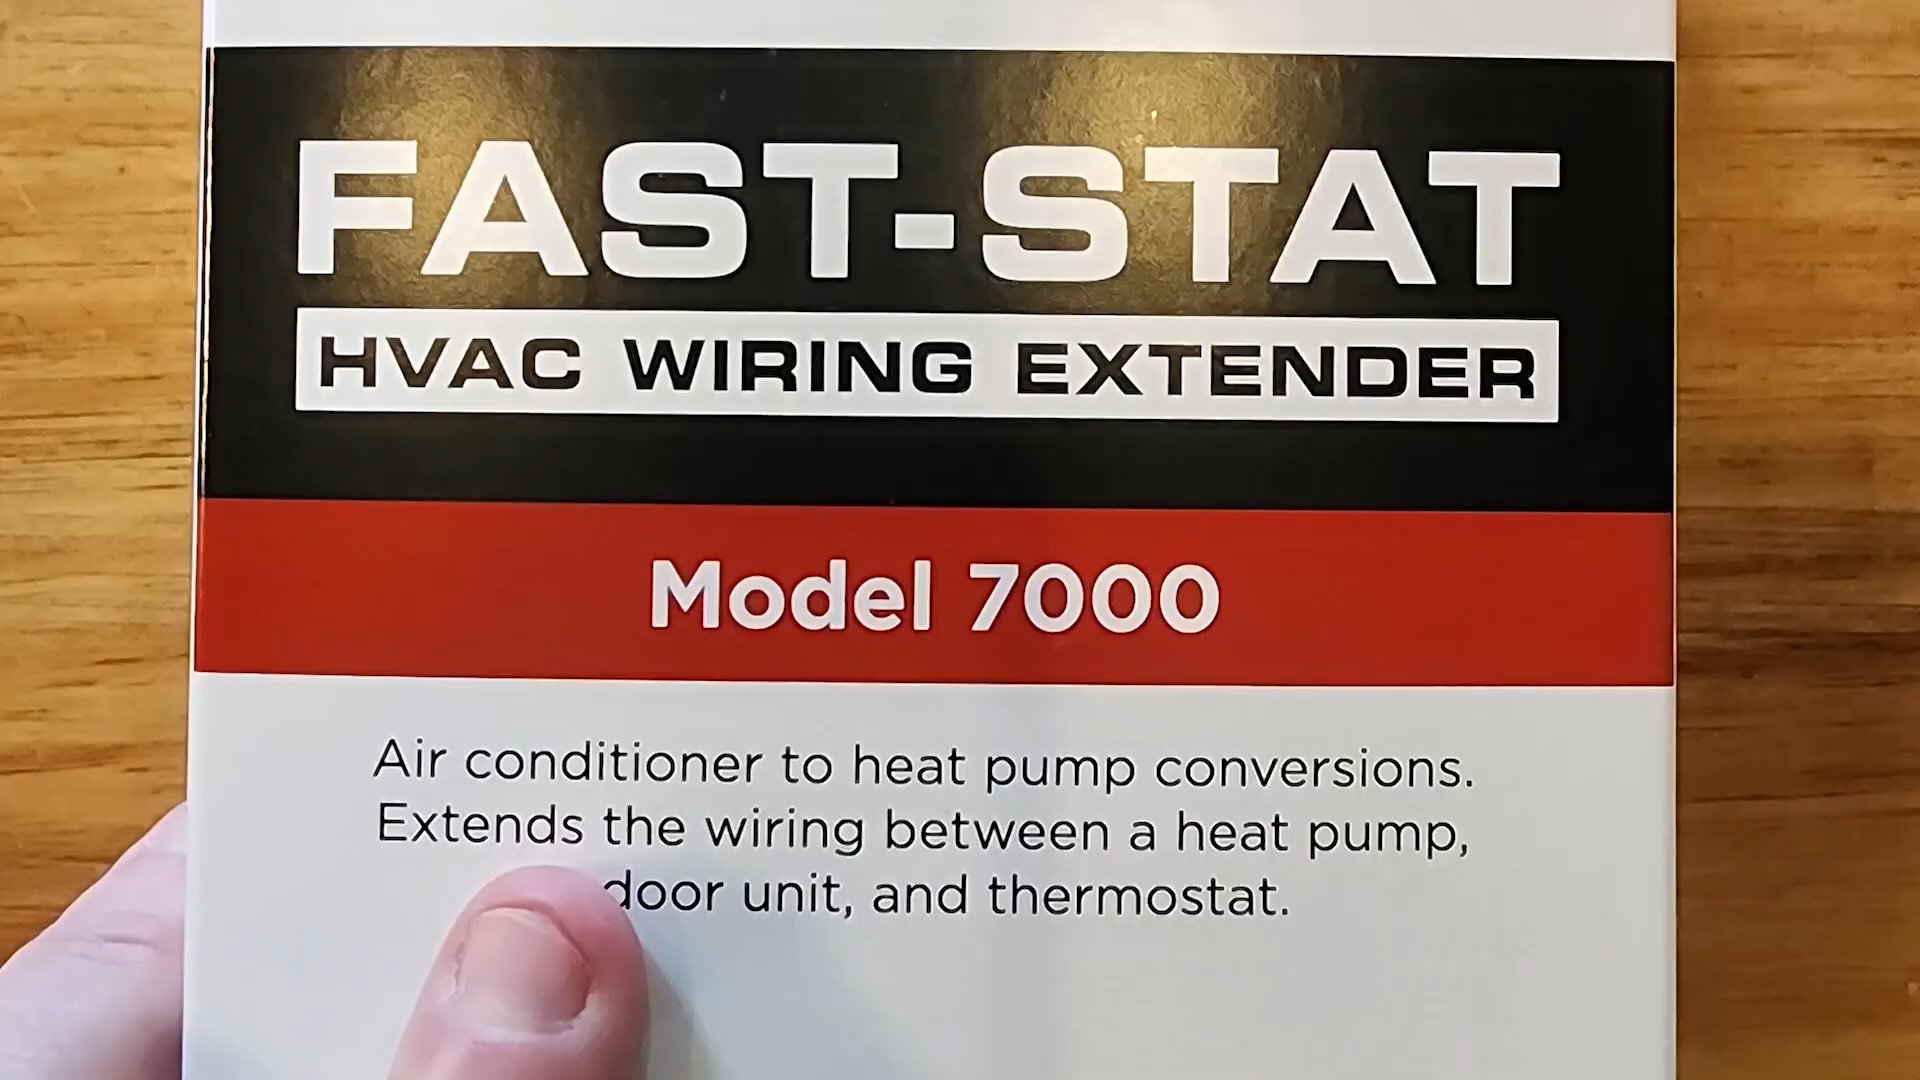 FAST-STAT
HVAC WIRING EXTENDER
Model 7000
Air conditioner to heat pump conversions.
Extends the wiring between a heat pump,
door unit, and thermostat.